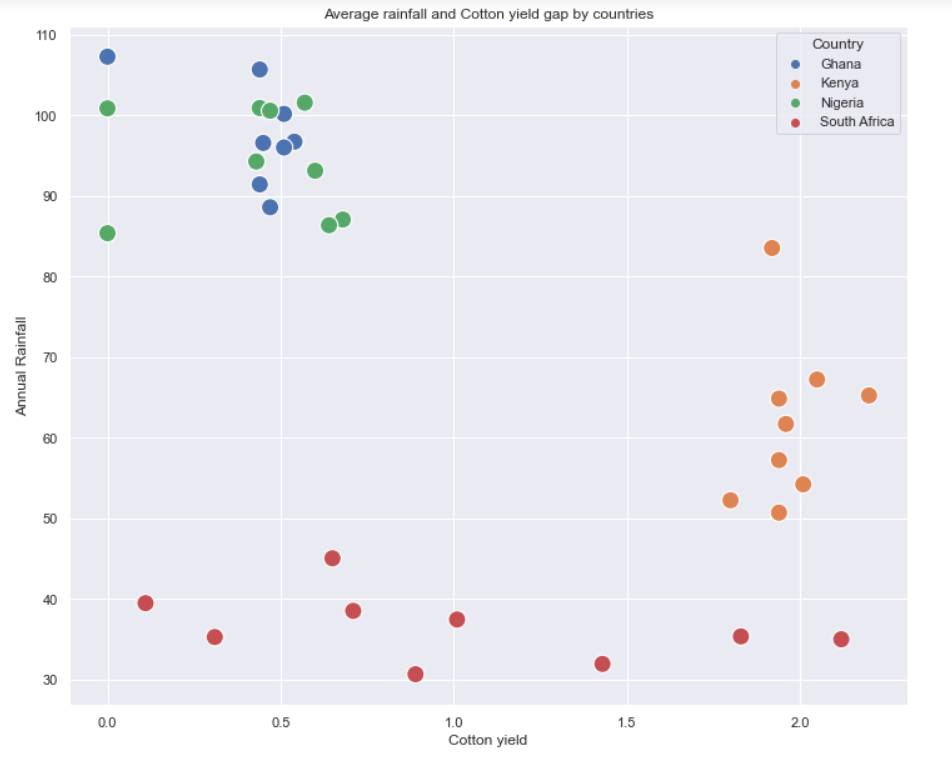 Average rainfall and Cotton yield gap by countries
Country
Ghana
Kenya
Nigeria
South Africa
110
100
90
80
70
60
50
40
30
Annual Rainfall
0.0 0.5 1.0 1.5 2.0
Cotton yield